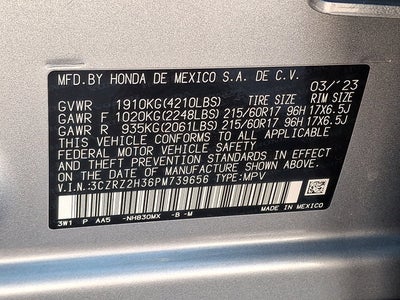 MFD.BY HONDA DE MEXICO S.A. DE C.V. 03/'23
GVWR 1910KG(4210LBS) TIRE SIZE RIM SIZE
GAWR F 1020KG(2248LBS) 215/60R17 96H 17X6.5J
GAWR R 935KG(2061LBS) 215/60R17 96H 17X6.5J
THIS VEHICLE CONFORMS TO ALL APPLICABLE
FEDERAL MOTOR VEHICLE SAFETY
AND THEFT PREVENTION STANDARDS IN EFFECT
ON THE DATE OF MANUFACTURE SHOWN ABOVE.
V.I.N:3CZRZ2H36PM739656 TYPE:MPV
3W1 P AA5 -NH830MX -B -M MADE IN MEXICO